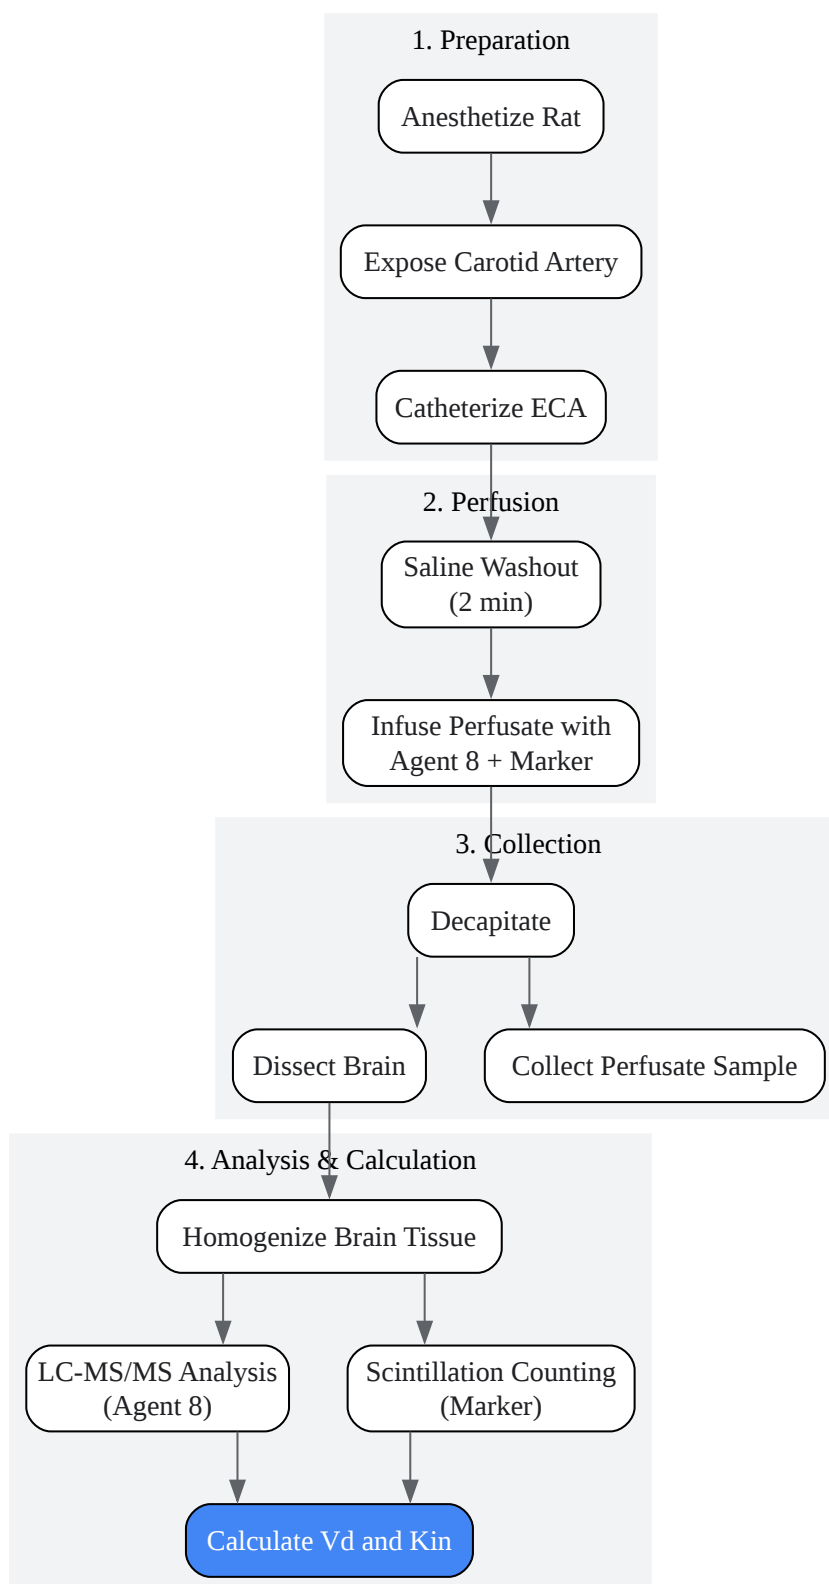 1. Preparation
Anesthetize Rat
Expose Carotid Artery
Catheterize ECA
2. Perfusion
Saline Washout
(2 min)
Infuse Perfusate with
Agent 8 + Marker
3. Collection
Decapitate
Dissect Brain
Collect Perfusate Sample
4. Analysis & Calculation
Homogenize Brain Tissue
LC-MS/MS Analysis
(Agent 8)
Scintillation Counting
(Marker)
Calculate Vd and Kin